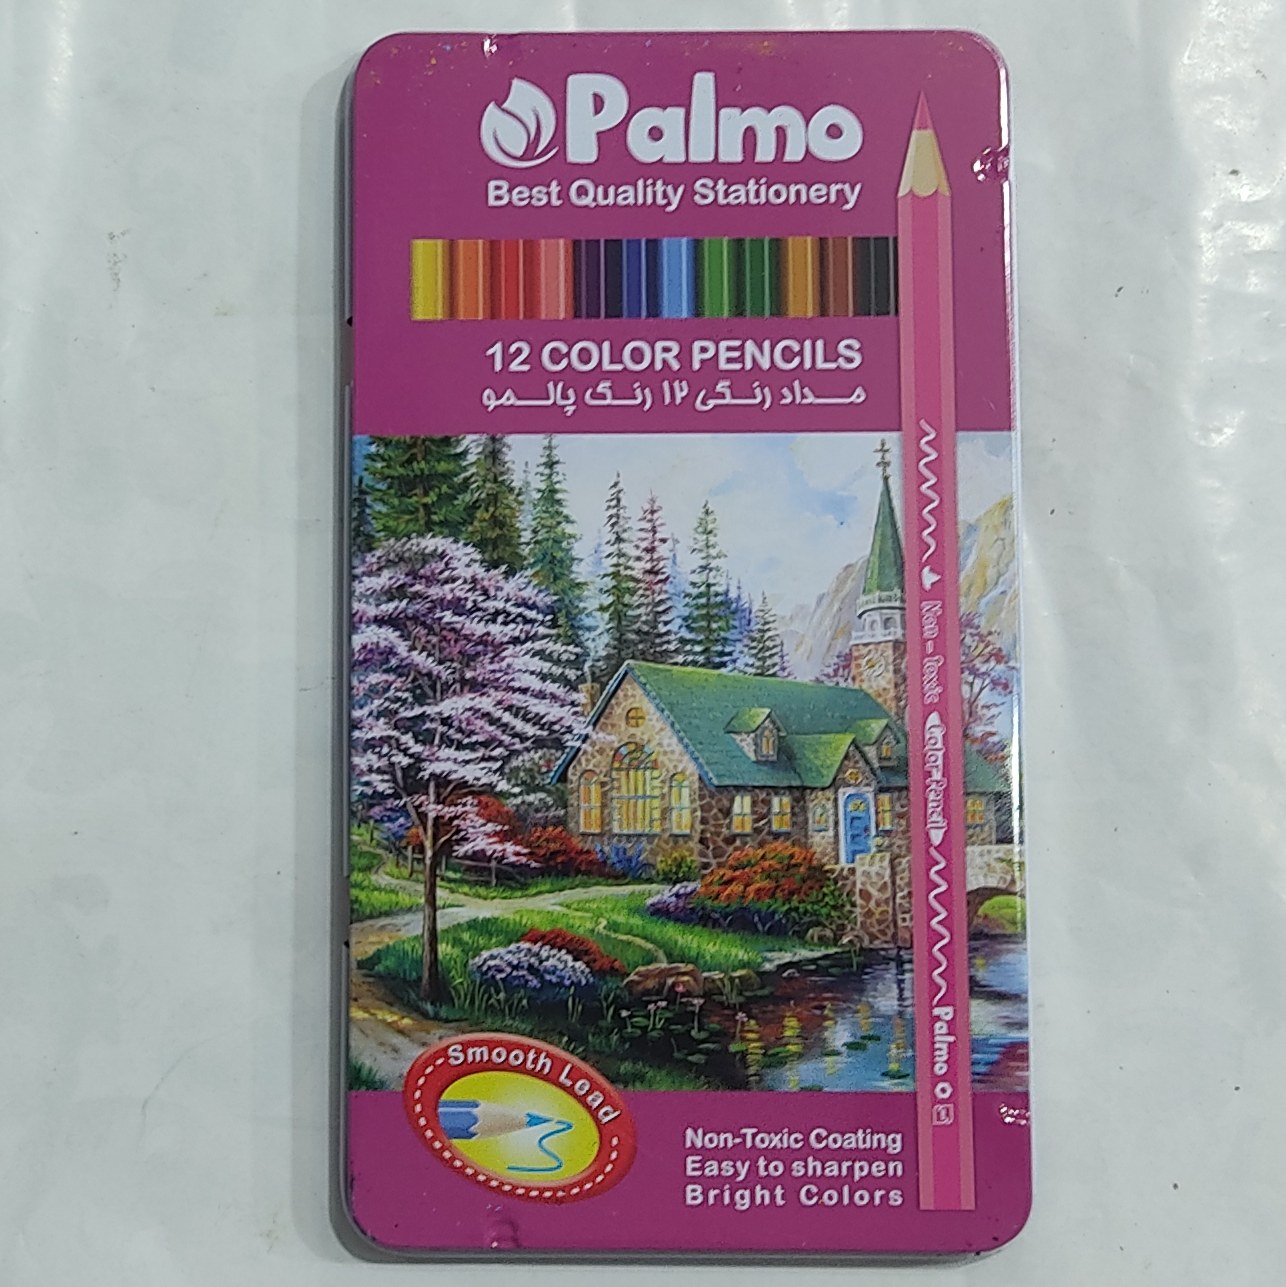 Palmo
Best Quality Stationery
12 COLOR PENCILS
مداد رنگی ۱۲ رنگ پالمو
Non-Toxic Color Pencil Palmo
Smooth Lead
Non-Toxic Coating
Easy to sharpen
Bright Colors